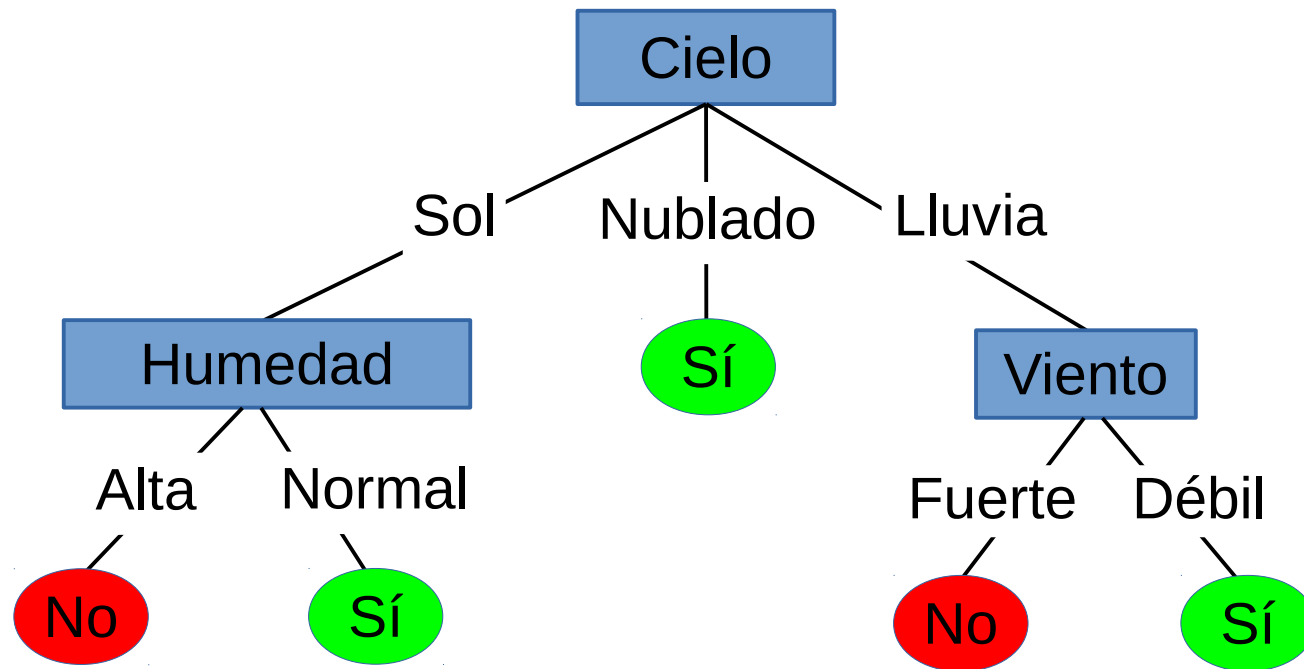 Cielo
Sol Nublado Lluvia
Humedad Sí Viento
Alta Normal Fuerte Débil
No Sí No Sí